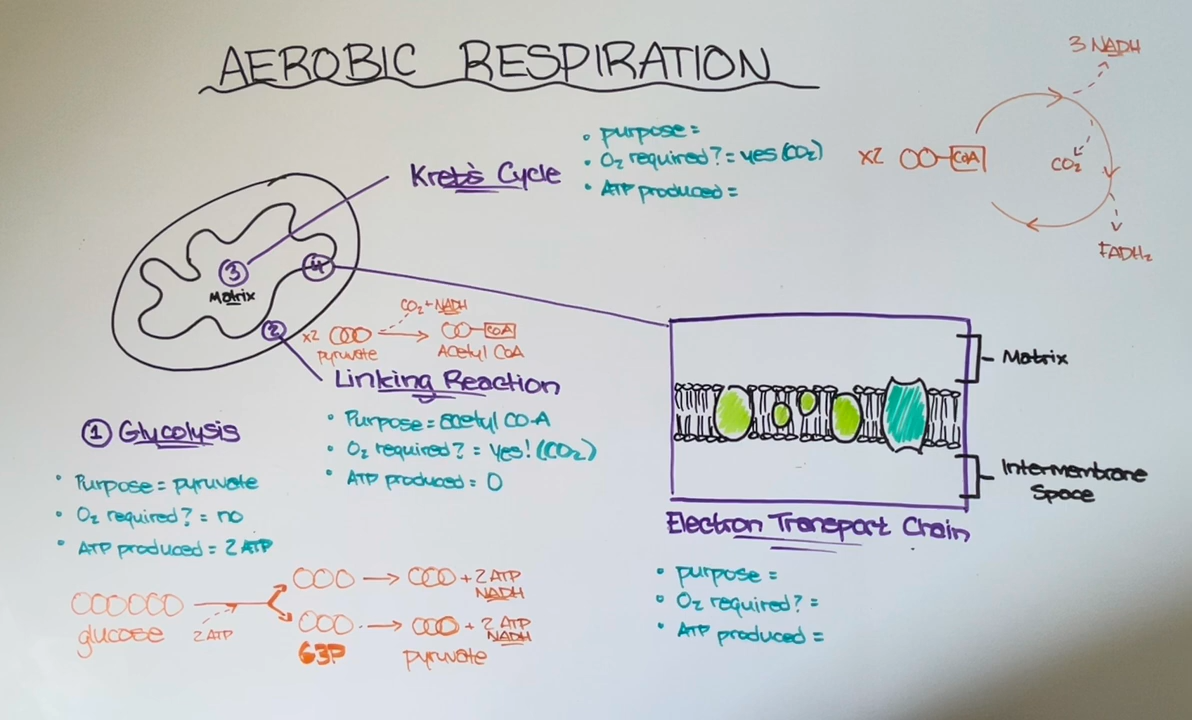 AEROBIC RESPIRATION
Kreb's Cycle
• purpose =
• O₂ required? = yes (CO₂)
• ATP produced =
x2 CoA
3 NADH
CO₂
FADH₂
3
Matrix
4
2
CO₂ + NADH
x2
CoA
pyruvate
Acetyl CoA
Linking Reaction
• Purpose = acetyl CO-A
• O₂ required? = yes! (CO₂)
• ATP produced = 0
1 Glycolysis
• Purpose = pyruvate
• O₂ required? = no
• ATP produced = 2 ATP
glucose
2 ATP
+ 2 ATP
NADH
+ 2 ATP
NADH
G3P
pyruvate
Matrix
Intermembrane
Space
Electron Transport Chain
• purpose =
• O₂ required? =
• ATP produced =